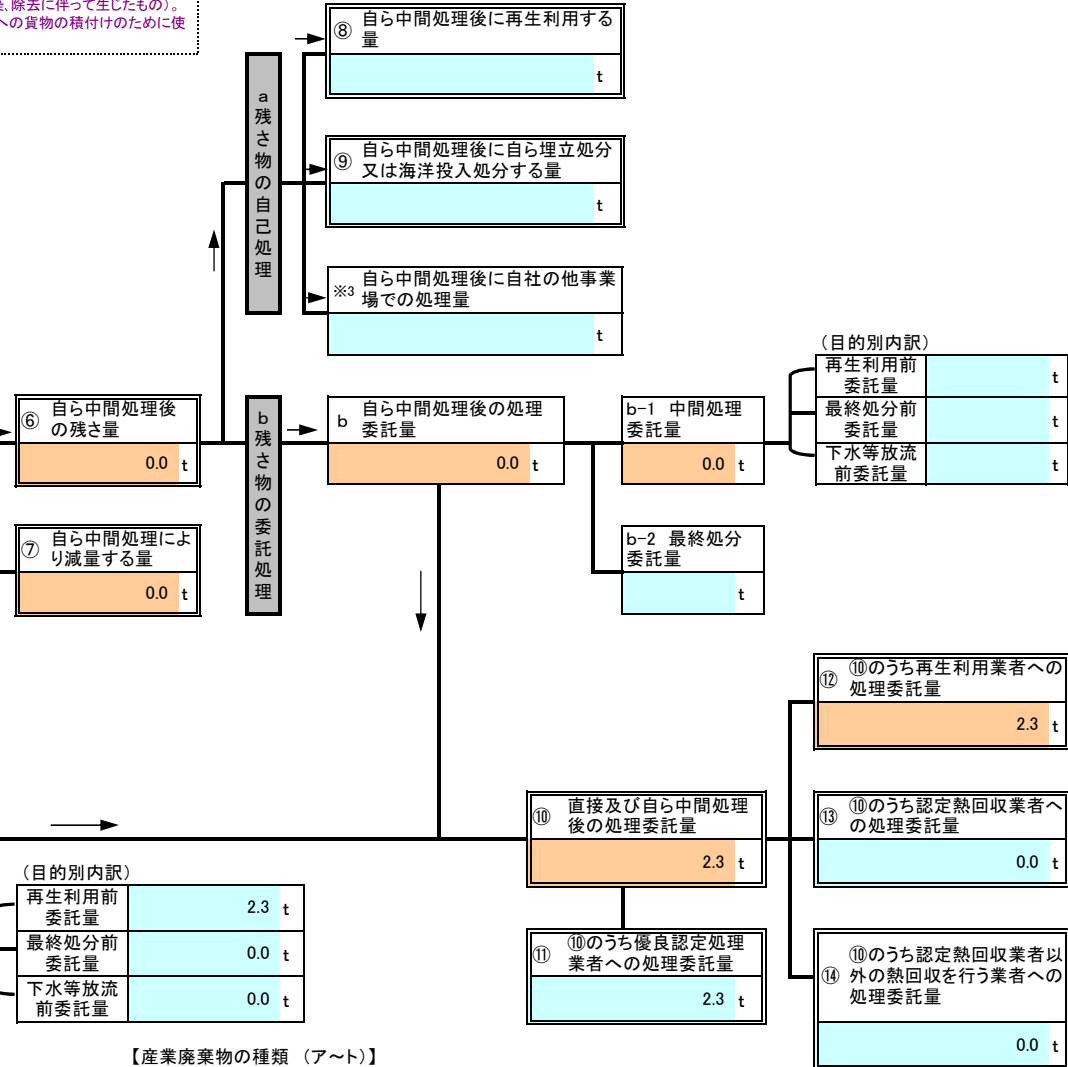 、除去に伴って生じたもの）。
への貨物の積付けのために使
⑧ 自ら中間処理後に再生利用する
量
t
a残さ物の自己処理
⑨ 自ら中間処理後に自ら埋立処分
又は海洋投入処分する量
t
※3 自ら中間処理後に自社の他事業
場での処理量
t
（目的別内訳）
再生利用前
委託量
t
最終処分前
委託量
t
下水等放流
前委託量
t
⑥ 自ら中間処理後
の残さ量
0.0 t
b残さ物の委託処理
b 自ら中間処理後の処理
委託量
0.0 t
b-1 中間処理
委託量
0.0 t
⑦ 自ら中間処理によ
り減量する量
0.0 t
b-2 最終処分
委託量
t
⑫ ⑩のうち再生利用業者への
処理委託量
2.3 t
⑩ 直接及び自ら中間処理
後の処理委託量
2.3 t
⑬ ⑩のうち認定熱回収業者へ
の処理委託量
0.0 t
（目的別内訳）
再生利用前
委託量
2.3 t
最終処分前
委託量
0.0 t
下水等放流
前委託量
0.0 t
⑪ ⑩のうち優良認定処理
業者への処理委託量
2.3 t
⑭ ⑩のうち認定熱回収業者以
外の熱回収を行う業者への
処理委託量
0.0 t
【産業廃棄物の種類 （ア～ト）】